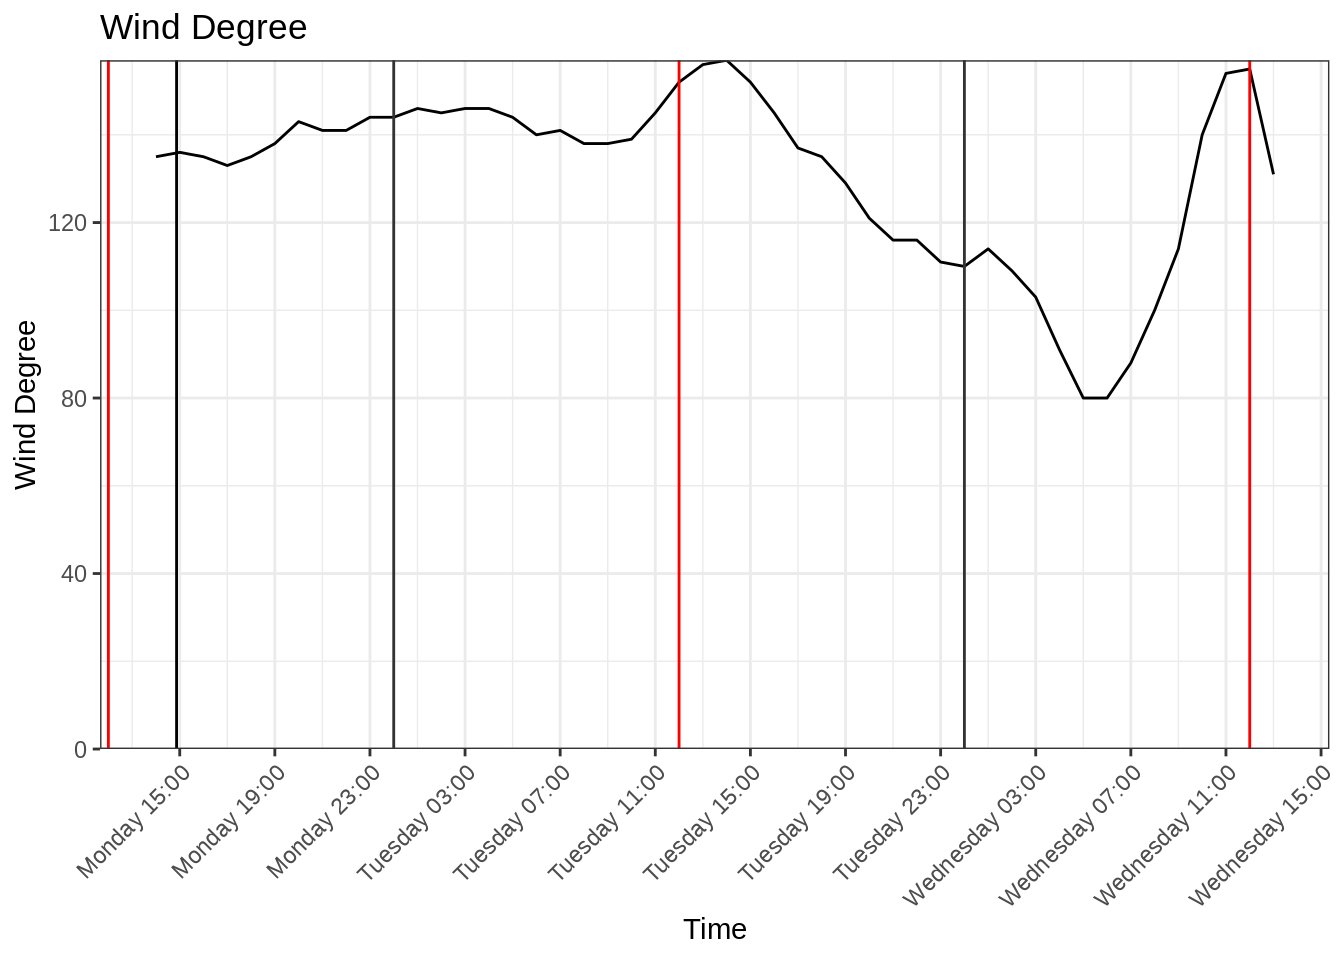 Wind Degree
Wind Degree
120
80
40
0
Monday 15:00
Monday 19:00
Monday 23:00
Tuesday 03:00
Tuesday 07:00
Tuesday 11:00
Tuesday 15:00
Tuesday 19:00
Tuesday 23:00
Wednesday 03:00
Wednesday 07:00
Wednesday 11:00
Wednesday 15:00
Time